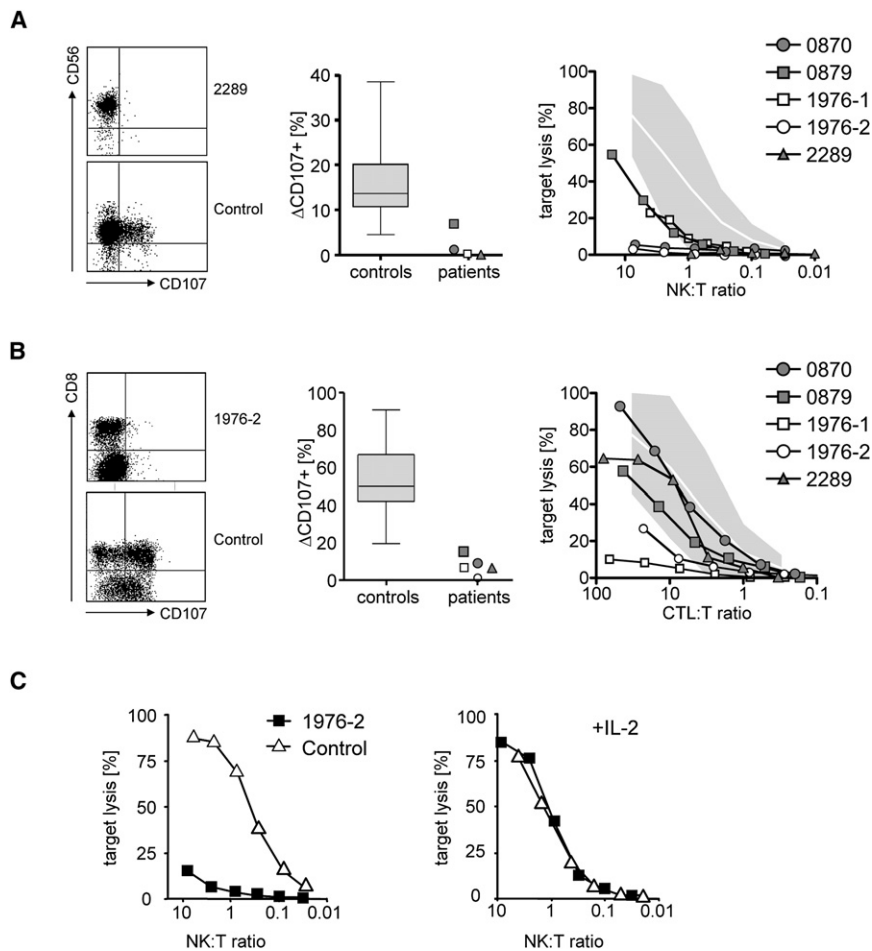 A
CD56
2289
Control
CD107
ΔCD107+ [%]
40
30
20
10
0
controls
patients
target lysis [%]
100
80
60
40
20
0
10
1
0.1
0.01
NK:T ratio
0870
0879
1976-1
1976-2
2289
B
CD8
1976-2
Control
CD107
ΔCD107+ [%]
100
80
60
40
20
0
controls
patients
target lysis [%]
100
80
60
40
20
0
100
10
1
0.1
CTL:T ratio
0870
0879
1976-1
1976-2
2289
C
target lysis [%]
100
75
50
25
0
10
1
0.1
0.01
NK:T ratio
1976-2
Control
target lysis [%]
100
75
50
25
0
10
1
0.1
0.01
NK:T ratio
+IL-2